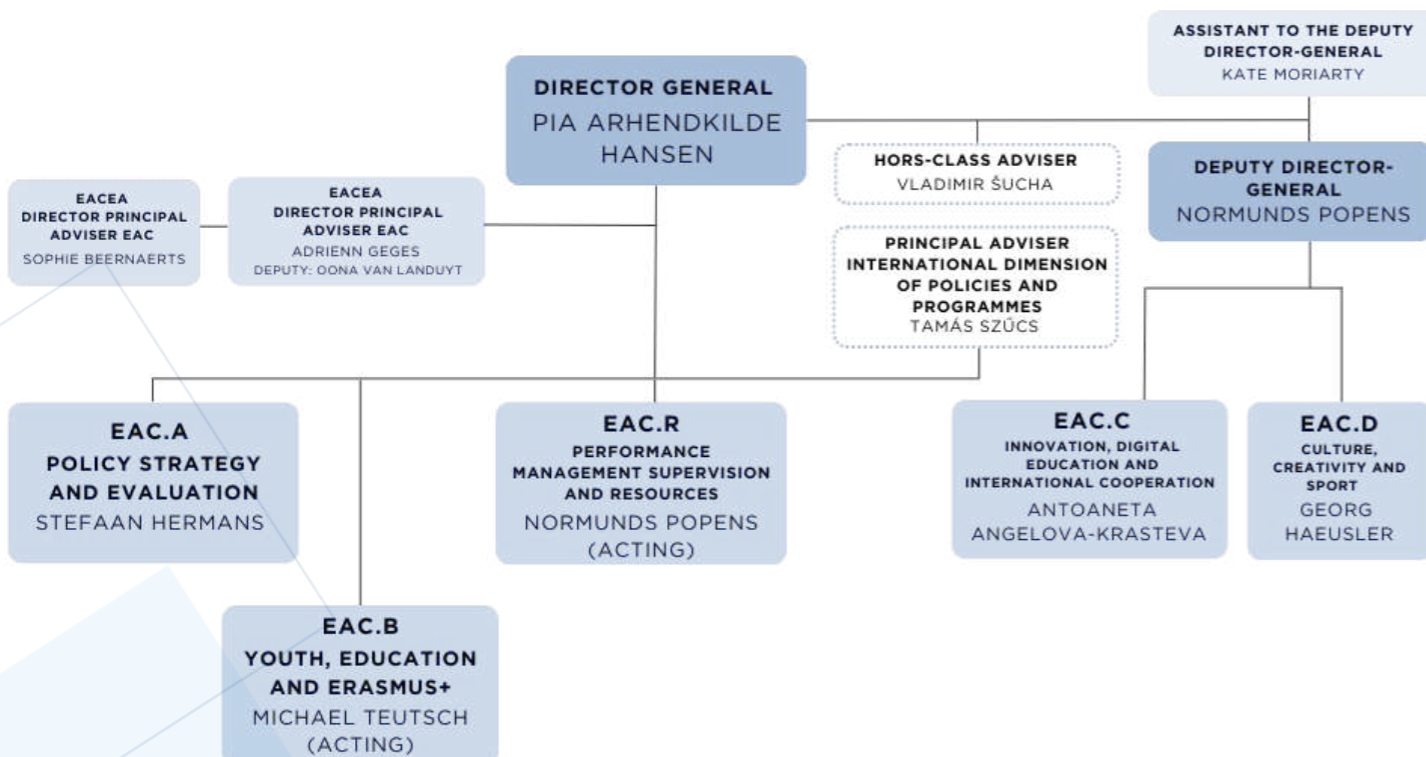 ASSISTANT TO THE DEPUTY
DIRECTOR-GENERAL
KATE MORIARTY
DIRECTOR GENERAL
PIA ARHENDKILDE
HANSEN
HORS-CLASS ADVISER
VLADIMIR ŠUCHA
DEPUTY DIRECTOR-
GENERAL
NORMUNDS POPENS
EACEA
DIRECTOR PRINCIPAL
ADVISER EAC
SOPHIE BEERNAERTS
EACEA
DIRECTOR PRINCIPAL
ADVISER EAC
ADRIENN GEGES
DEPUTY: OONA VAN LANDUYT
PRINCIPAL ADVISER
INTERNATIONAL DIMENSION
OF POLICIES AND
PROGRAMMES
TAMÁS SZŰCS
EAC.A
POLICY STRATEGY
AND EVALUATION
STEFAAN HERMANS
EAC.R
PERFORMANCE
MANAGEMENT SUPERVISION
AND RESOURCES
NORMUNDS POPENS
(ACTING)
EAC.C
INNOVATION, DIGITAL
EDUCATION AND
INTERNATIONAL COOPERATION
ANTOANETA
ANGELOVA-KRASTEVA
EAC.D
CULTURE,
CREATIVITY AND
SPORT
GEORG
HAEUSLER
EAC.B
YOUTH, EDUCATION
AND ERASMUS+
MICHAEL TEUTSCH
(ACTING)